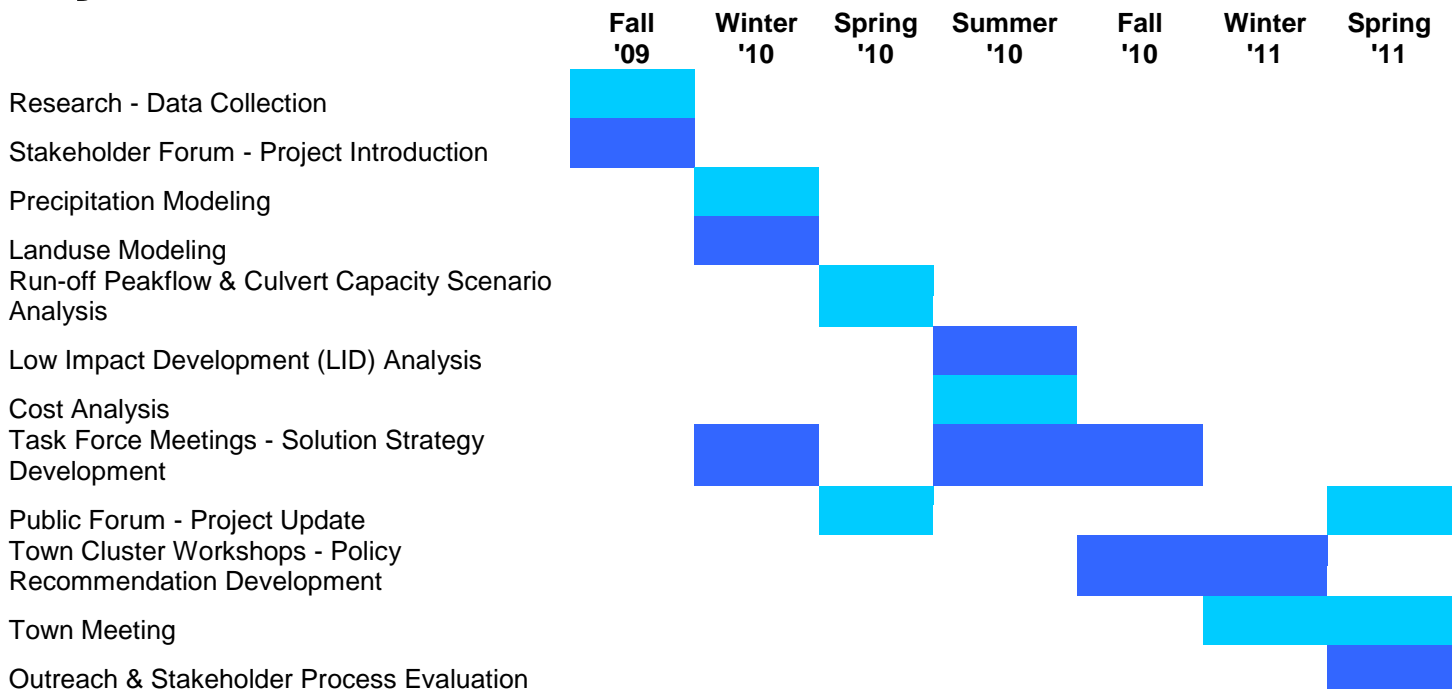 Fall Winter Spring Summer Fall Winter Spring
'09 '10 '10 '10 '10 '11 '11
Research - Data Collection
Stakeholder Forum - Project Introduction
Precipitation Modeling
Landuse Modeling
Run-off Peakflow & Culvert Capacity Scenario
Analysis
Low Impact Development (LID) Analysis
Cost Analysis
Task Force Meetings - Solution Strategy
Development
Public Forum - Project Update
Town Cluster Workshops - Policy
Recommendation Development
Town Meeting
Outreach & Stakeholder Process Evaluation